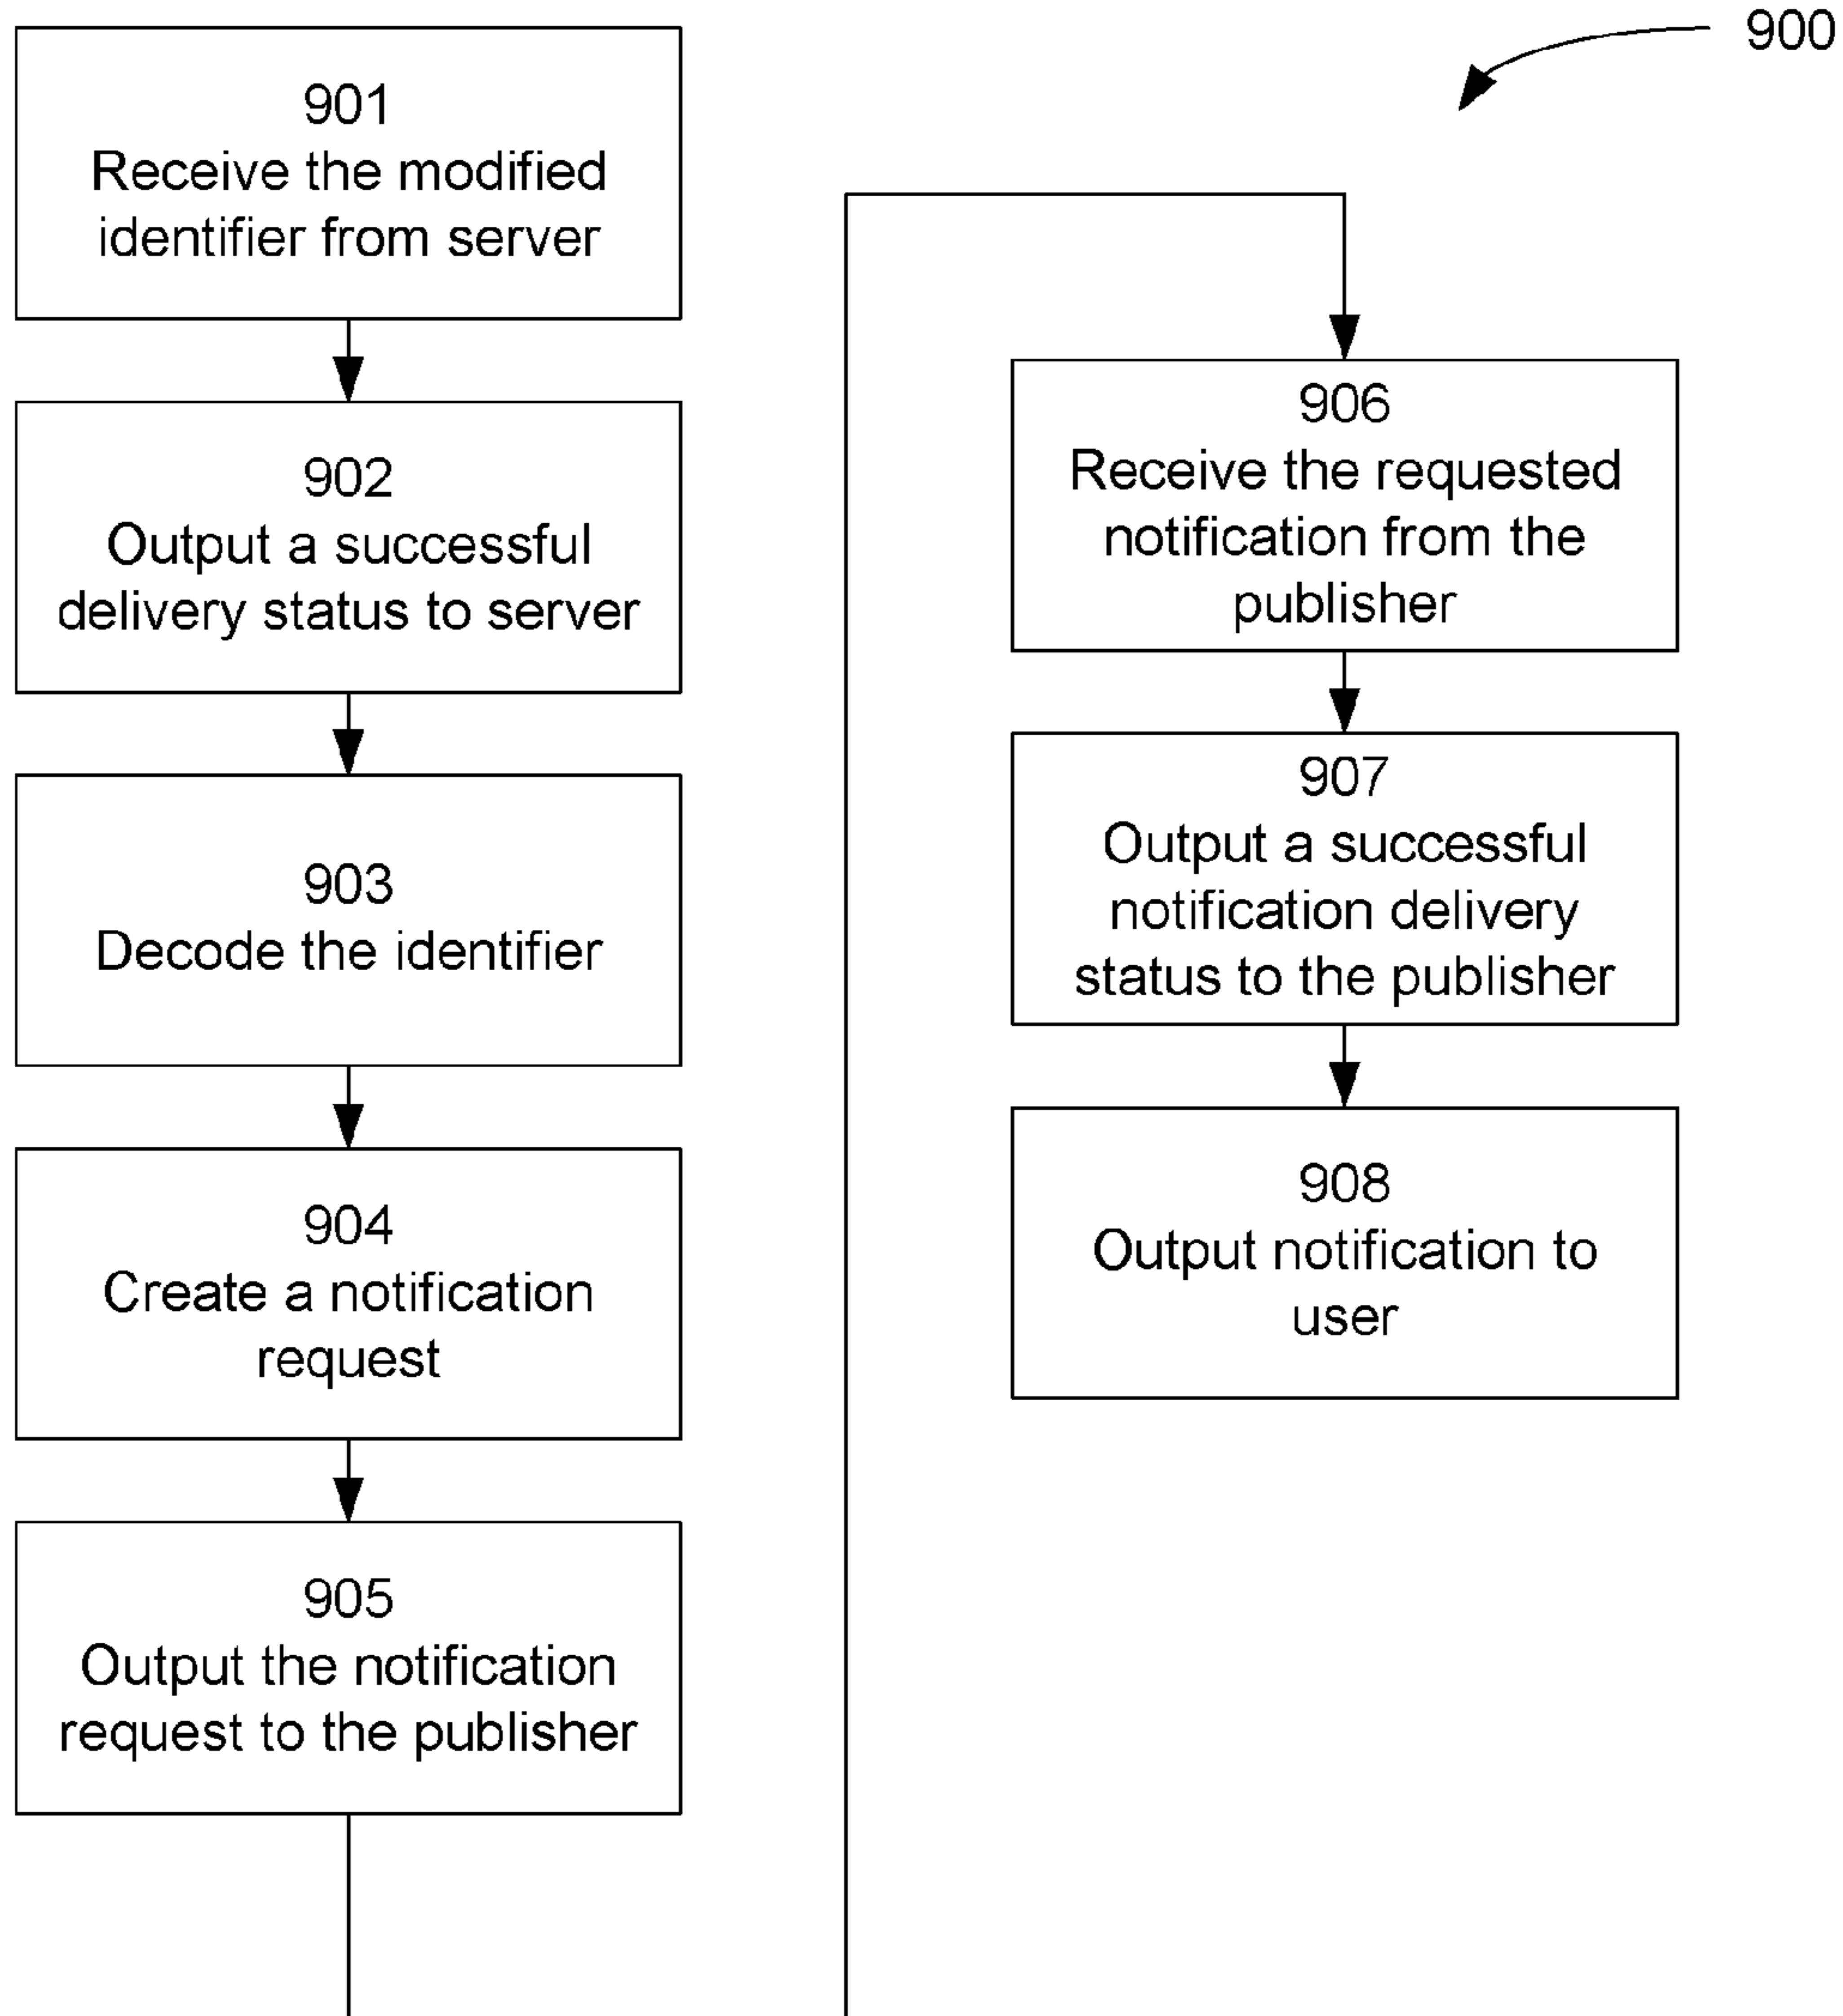 900
901
Receive the modified
identifier from server
902
Output a successful
delivery status to server
903
Decode the identifier
904
Create a notification
request
905
Output the notification
request to the publisher
906
Receive the requested
notification from the
publisher
907
Output a successful
notification delivery
status to the publisher
908
Output notification to
user